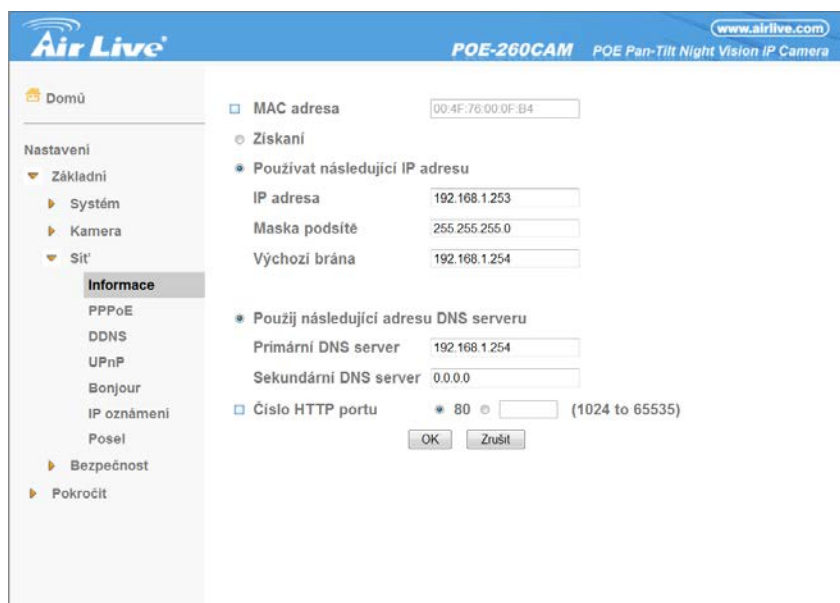 www.airlive.com
Air Live®
POE-260CAM POE Pan-Tilt Night Vision IP Camera
Domů
Nastavení
Základní
Systém
Kamera
Síť
Informace
PPPoE
DDNS
UPnP
Bonjour
IP oznámení
Posel
Bezpečnost
Pokročit
MAC adresa 00:4F:76:00:0F:B4
Získaní
Používat následující IP adresu
IP adresa 192.168.1.253
Maska podsítě 255.255.255.0
Výchozí brána 192.168.1.254
Použij následující adresu DNS serveru
Primární DNS server 192.168.1.254
Sekundární DNS server 0.0.0.0
Číslo HTTP portu 80 (1024 to 65535)
OK Zrušit